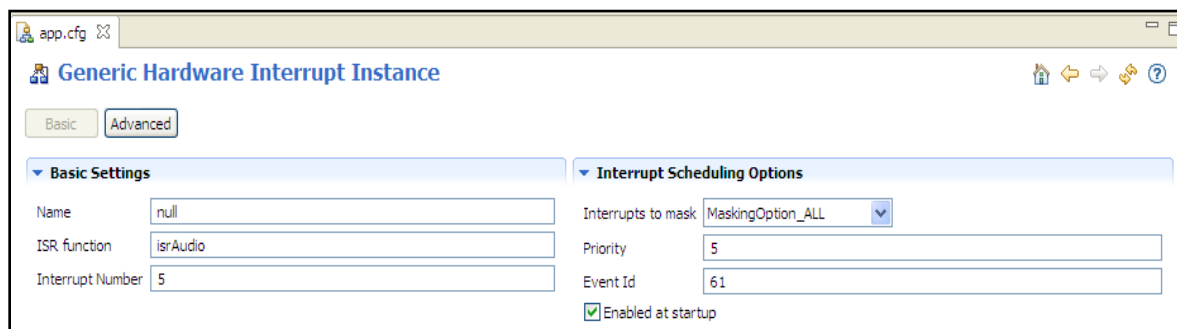 app.cfg
Generic Hardware Interrupt Instance
Basic Advanced
Basic Settings
Name null
ISR function isrAudio
Interrupt Number 5
Interrupt Scheduling Options
Interrupts to mask MaskingOption_ALL
Priority 5
Event Id 61
Enabled at startup